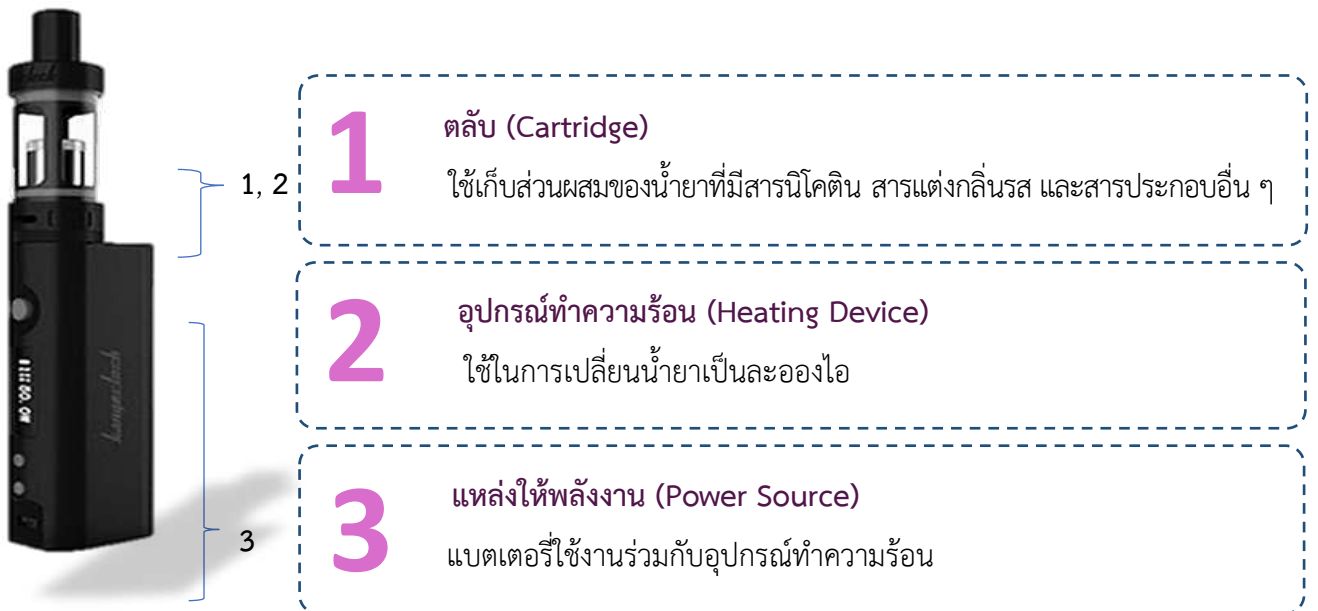 1, 2
1
ตลับ (Cartridge)
ใช้เก็บส่วนผสมของน้ำยาที่มีสารนิโคติน สารแต่งกลิ่นรส และสารประกอบอื่น ๆ
2
อุปกรณ์ทำความร้อน (Heating Device)
ใช้ในการเปลี่ยนน้ำยาเป็นละอองไอ
3
3
แหล่งให้พลังงาน (Power Source)
แบตเตอรี่ใช้งานร่วมกับอุปกรณ์ทำความร้อน